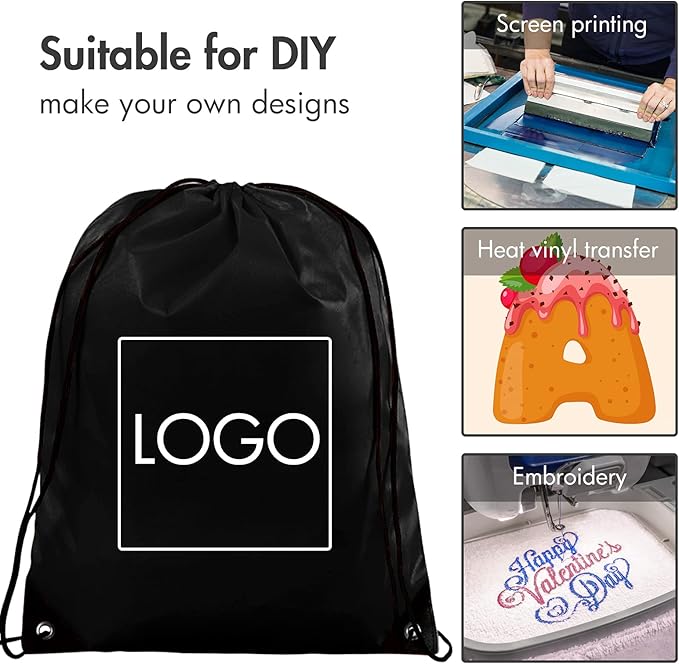 Suitable for DIY
make your own designs
LOGO
Screen printing
Heat vinyl transfer
A
Embroidery
Happy
Valentine's
Day